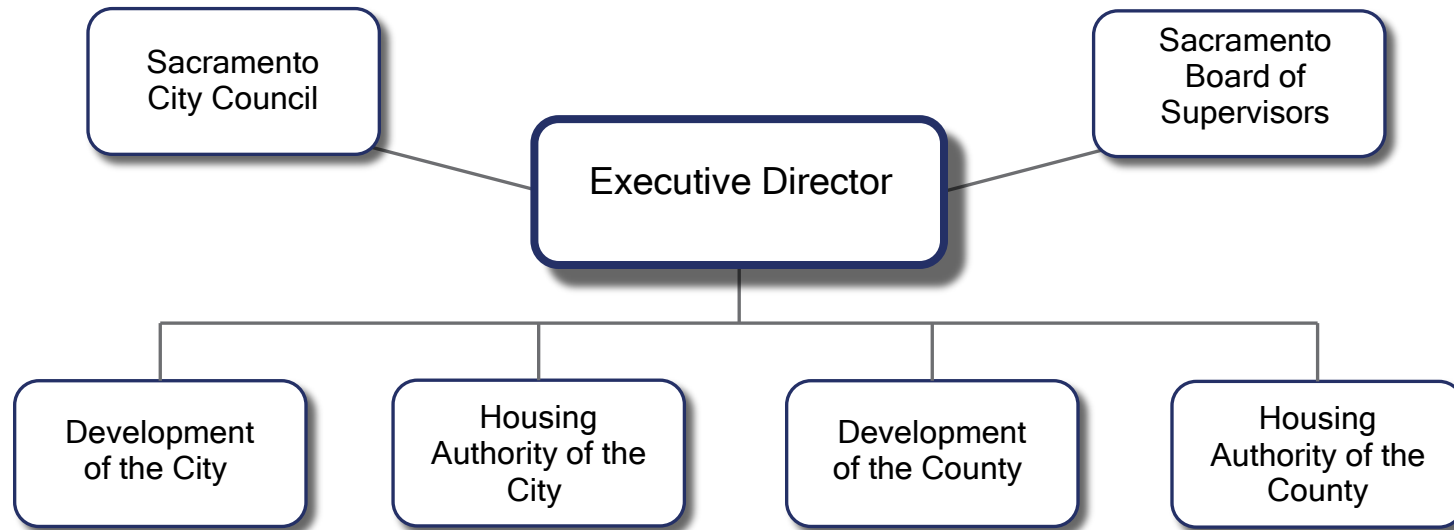 Sacramento
City Council
Sacramento
Board of
Supervisors
Executive Director
Development
of the City
Housing
Authority of the
City
Development
of the County
Housing
Authority of the
County